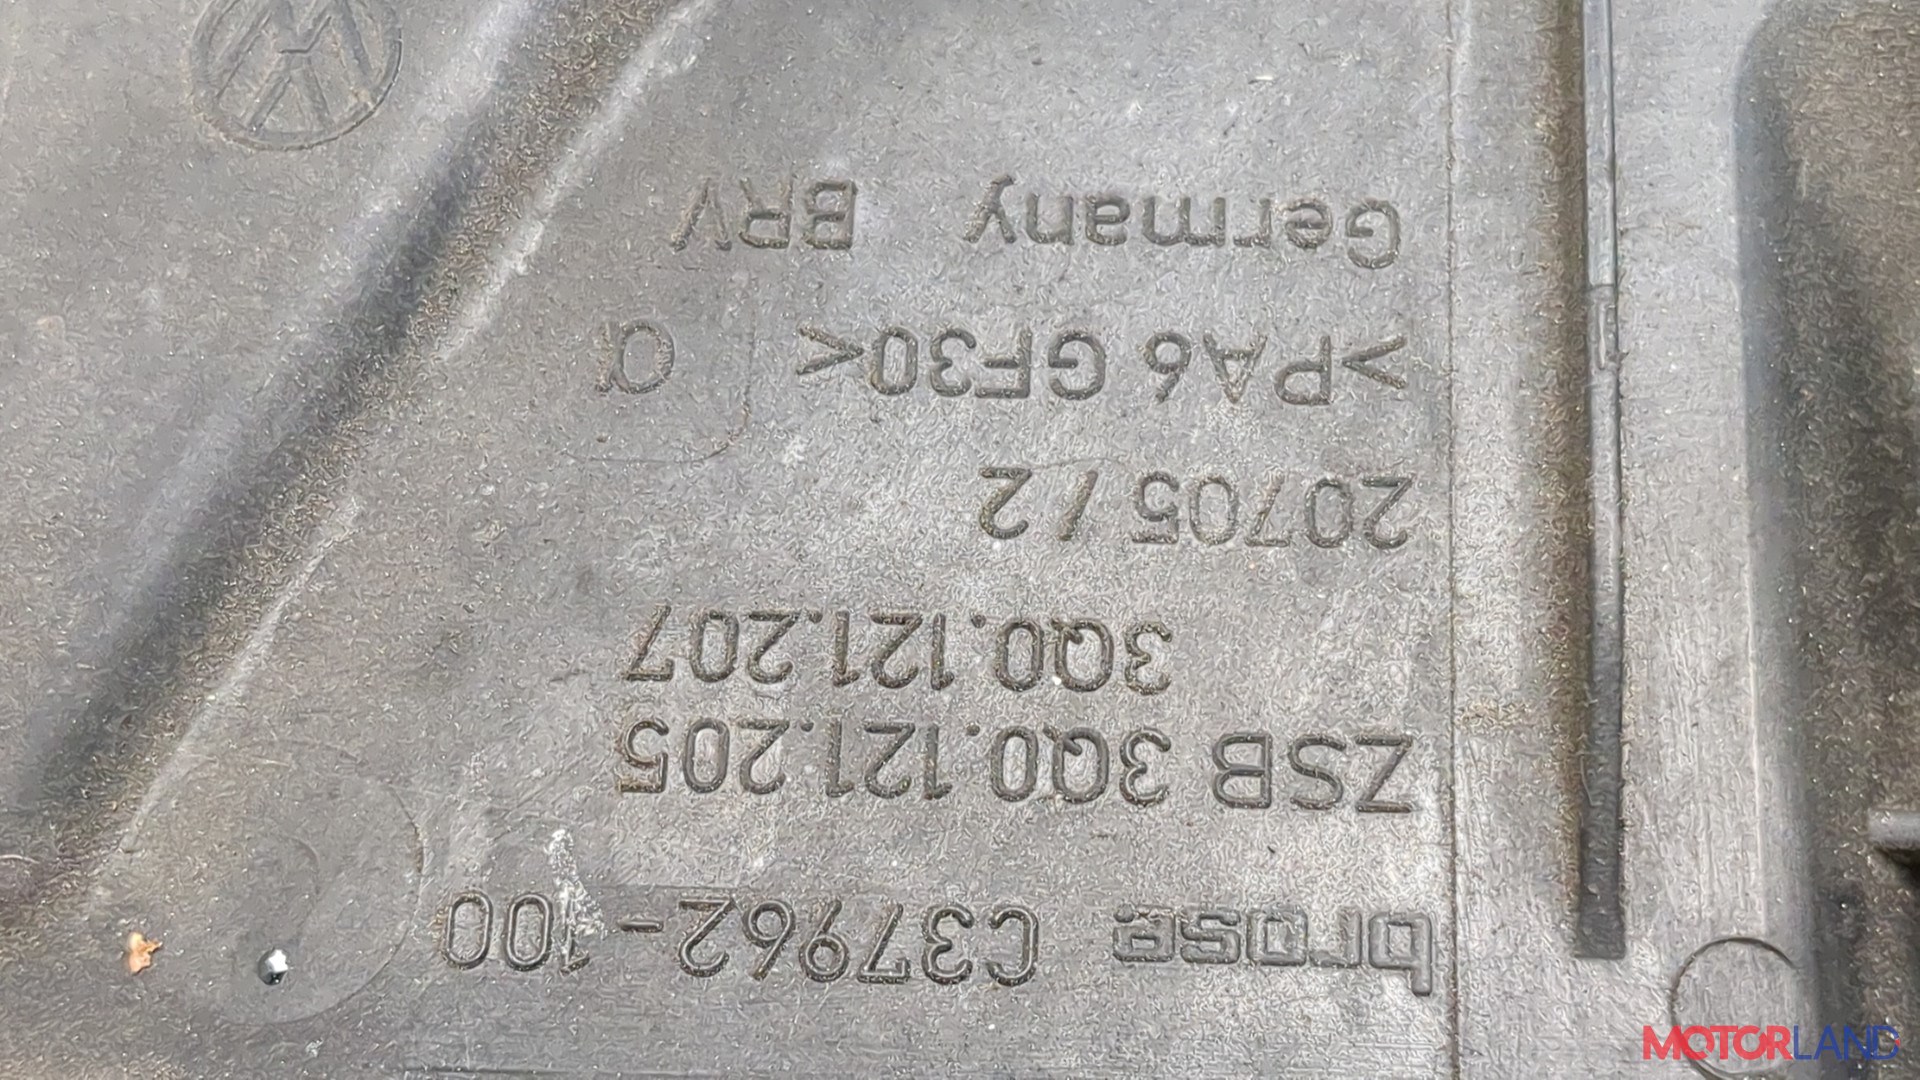 brose C37962-100
ZSB 3Q0.121.205
3Q0.121.207
20705 / 2
>PA6 GF30< α
Germany BRV
MOTORLAND